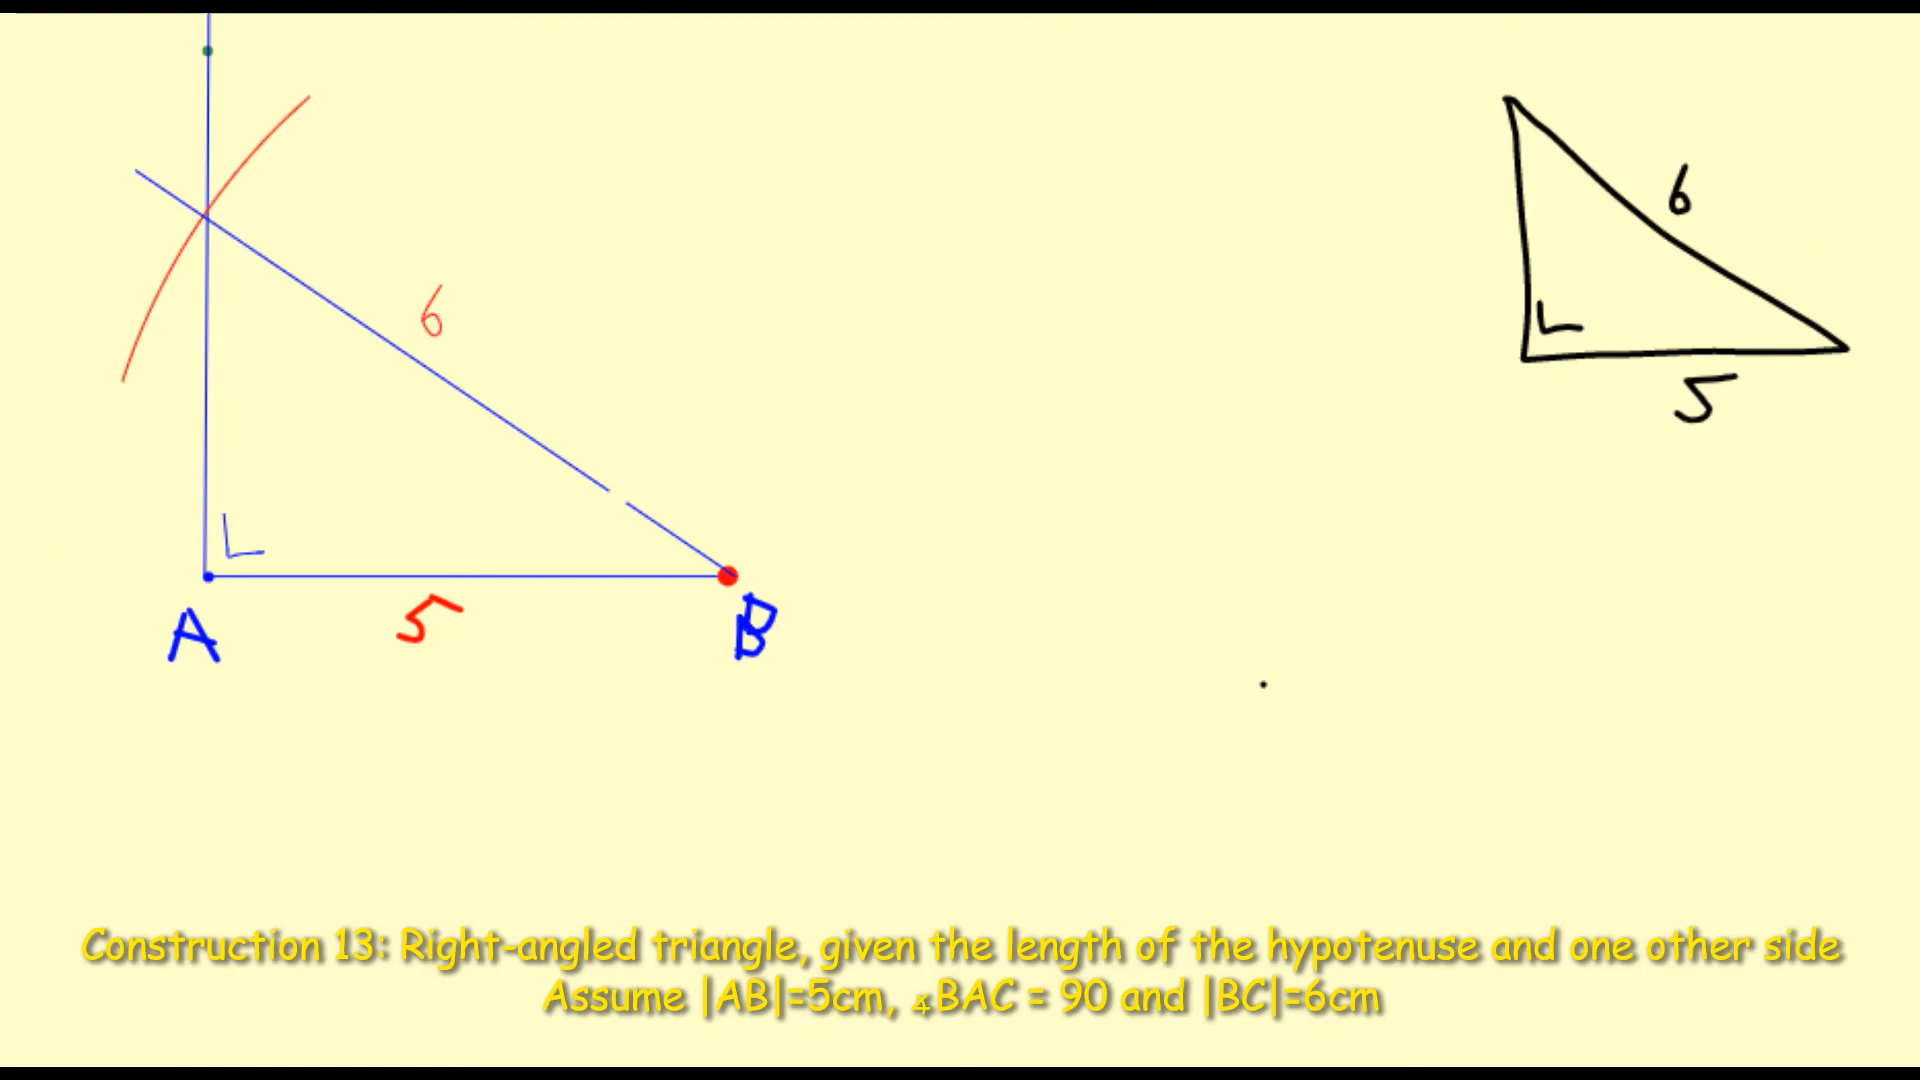 6
6
5
A
5
B
Construction 13: Right-angled triangle, given the length of the hypotenuse and one other side
Assume |AB|=5cm, ∡BAC = 90 and |BC|=6cm